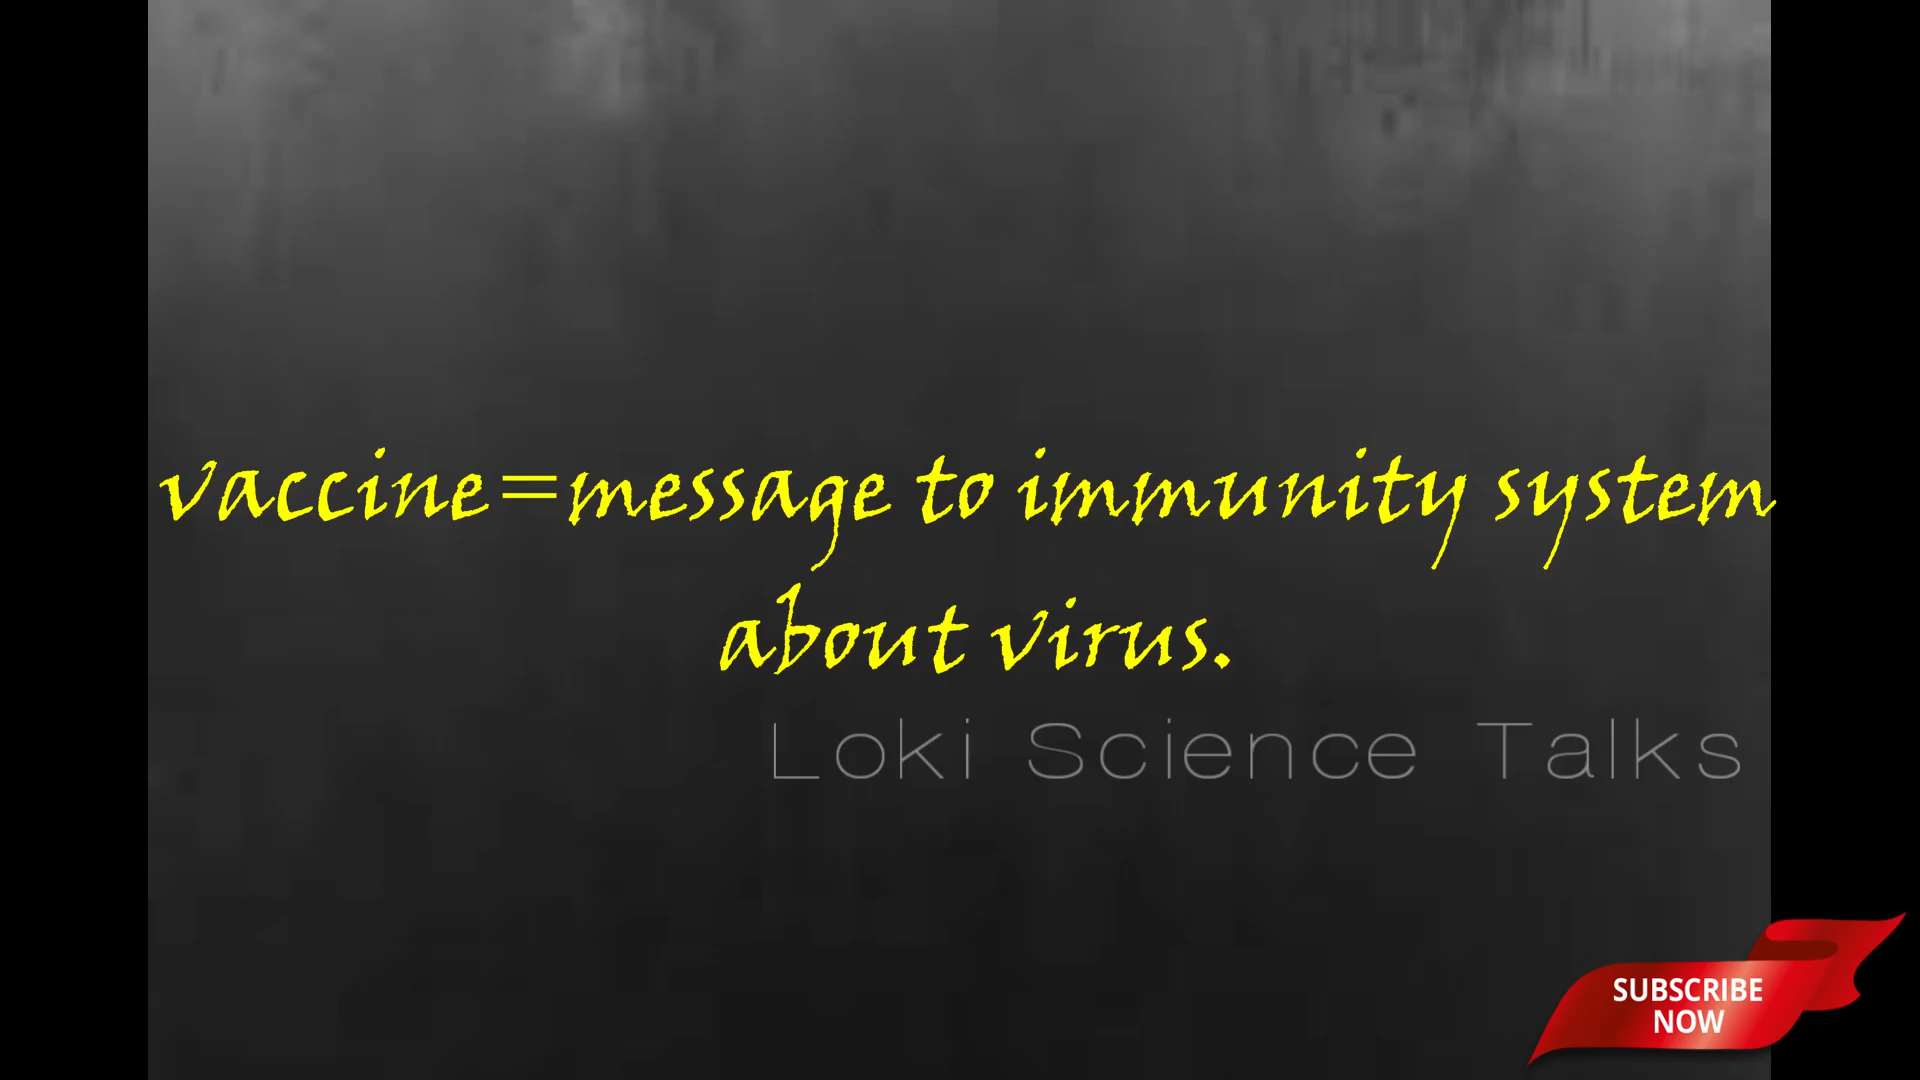 vaccine=message to immunity system
about virus.
Loki Science Talks
SUBSCRIBE
NOW